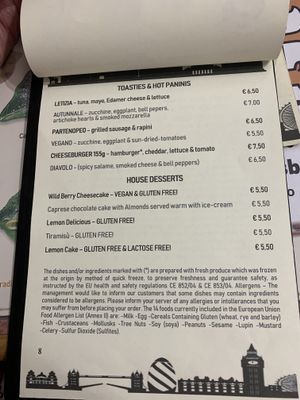 TOASTIES & HOT PANINIS
LETIZIA – tuna, mayo, Edamer cheese & lettuce € 6,50
AUTUNNALE – zucchine, eggplant, bell pepers, € 7,00
artichoke hearts & smoked mozzarella
PARTENOPEO – grilled sausage & rapini € 6,50
VEGANO – zucchine, eggplant & sun-dried-tomatoes € 5,50
CHEESEBURGER 155g – hamburger*, cheddar, lettuce & tomato € 7,50
DIAVOLO – (spicy salame, smoked cheese & bell peppers) € 6,50
HOUSE DESSERTS
Wild Berry Cheesecake – VEGAN & GLUTEN FREE! € 5,50
Caprese chocolate cake with Almonds served warm with ice-cream € 5,50
Lemon Delicious – GLUTEN FREE! € 5,50
Tiramisù – GLUTEN FREE! € 5,50
Lemon Cake – GLUTEN FREE & LACTOSE FREE! € 5,50
The dishes and/or ingredients marked with (*) are prepared with fresh produce which was frozen
at the origin by method of quick freeze, to preserve freshness and guarantee safety, as
instructed by the EU health and safety regulations CE 852/04 & CE 853/04. Allergens – The
management would like to inform our customers that some dishes may contain ingredients
considered to be allergens. Please inform your server of any allergies or intollerances that you
may suffer from before placing your order. The 14 foods currently included in the European Union
Food Allergen List (Annex II) are: -Milk -Egg -Cereals Containing Gluten (wheat, rye and barley)
-Fish -Crustaceans -Mollusks -Tree Nuts -Soy (soya) -Peanuts -Sesame -Lupin -Mustard
-Celery -Sulfur Dioxide (Sulfites).
8